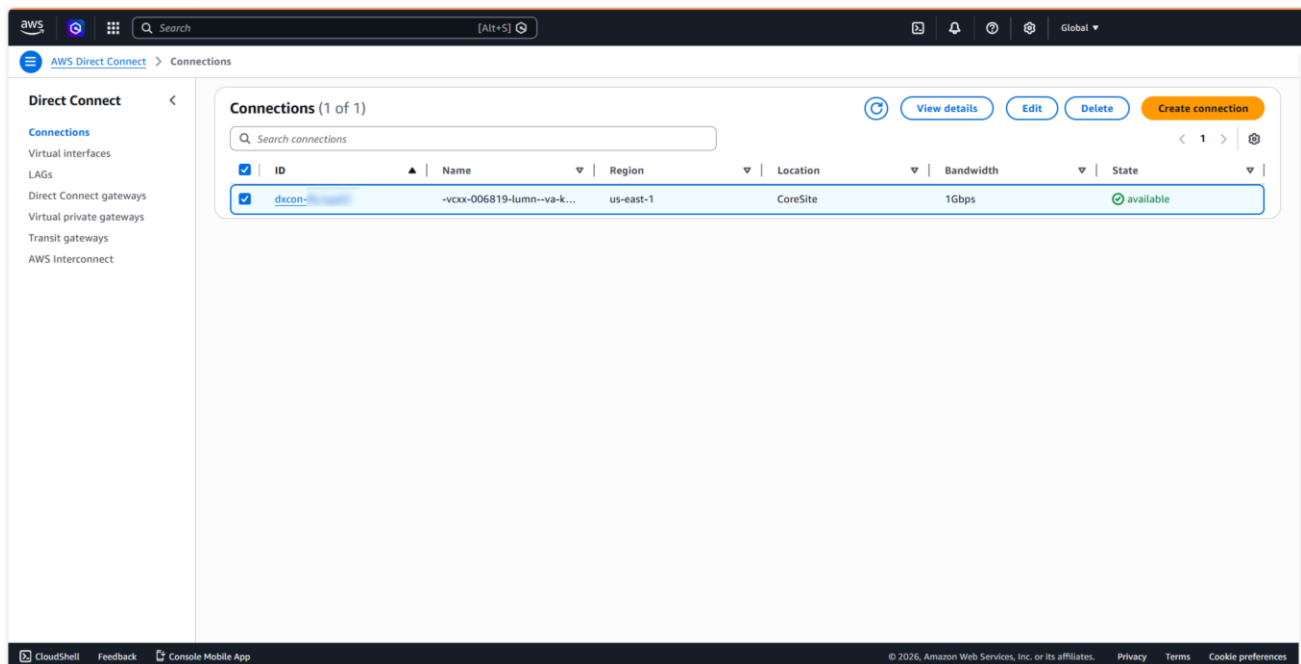 aws Search [Alt+S] Global
AWS Direct Connect > Connections
Direct Connect
Connections
Virtual interfaces
LAGs
Direct Connect gateways
Virtual private gateways
Transit gateways
AWS Interconnect
Connections (1 of 1) View details Edit Delete Create connection
Search connections
1
ID Name Region Location Bandwidth State
dxcon- -vcxx-006819-lumn--va-k... us-east-1 CoreSite 1Gbps available
CloudShell Feedback Console Mobile App © 2026, Amazon Web Services, Inc. or its affiliates. Privacy Terms Cookie preferences